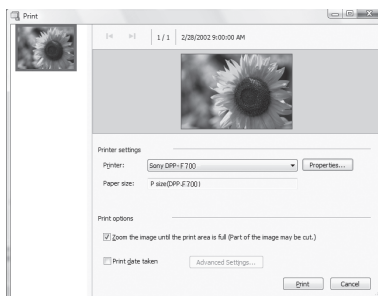 Print
1 / 1 2/28/2002 9:00:00 AM
Printer settings
Printer: Sony DPP-F700 Properties...
Paper size: P size(DPP-F700)
Print options
Zoom the image until the print area is full (Part of the image may be cut.)
Print date taken Advanced Settings...
Print Cancel